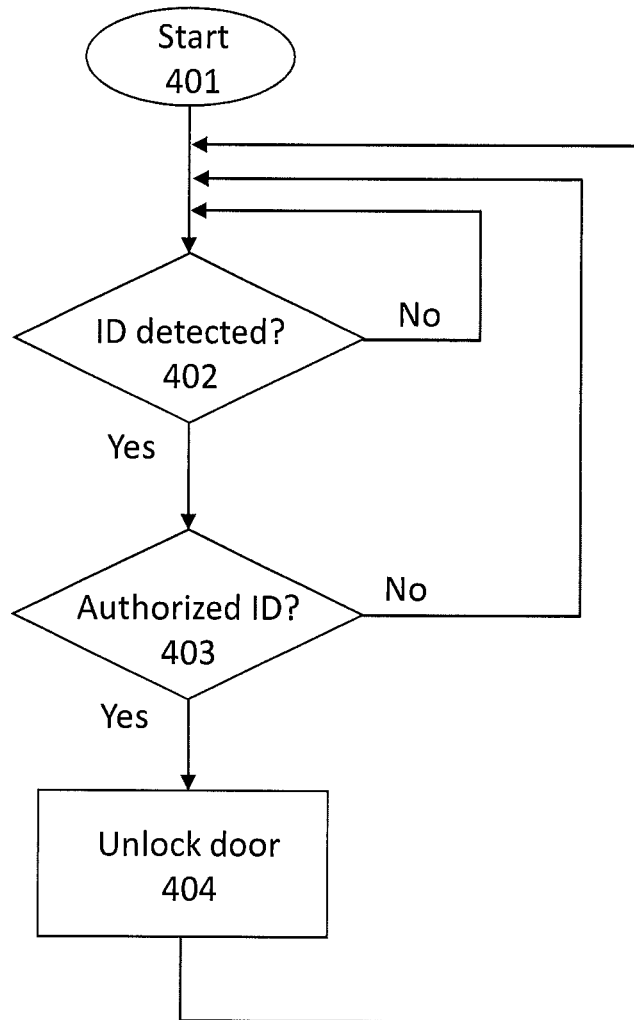 Start
401
ID detected?
402
No
Yes
Authorized ID?
403
No
Yes
Unlock door
404